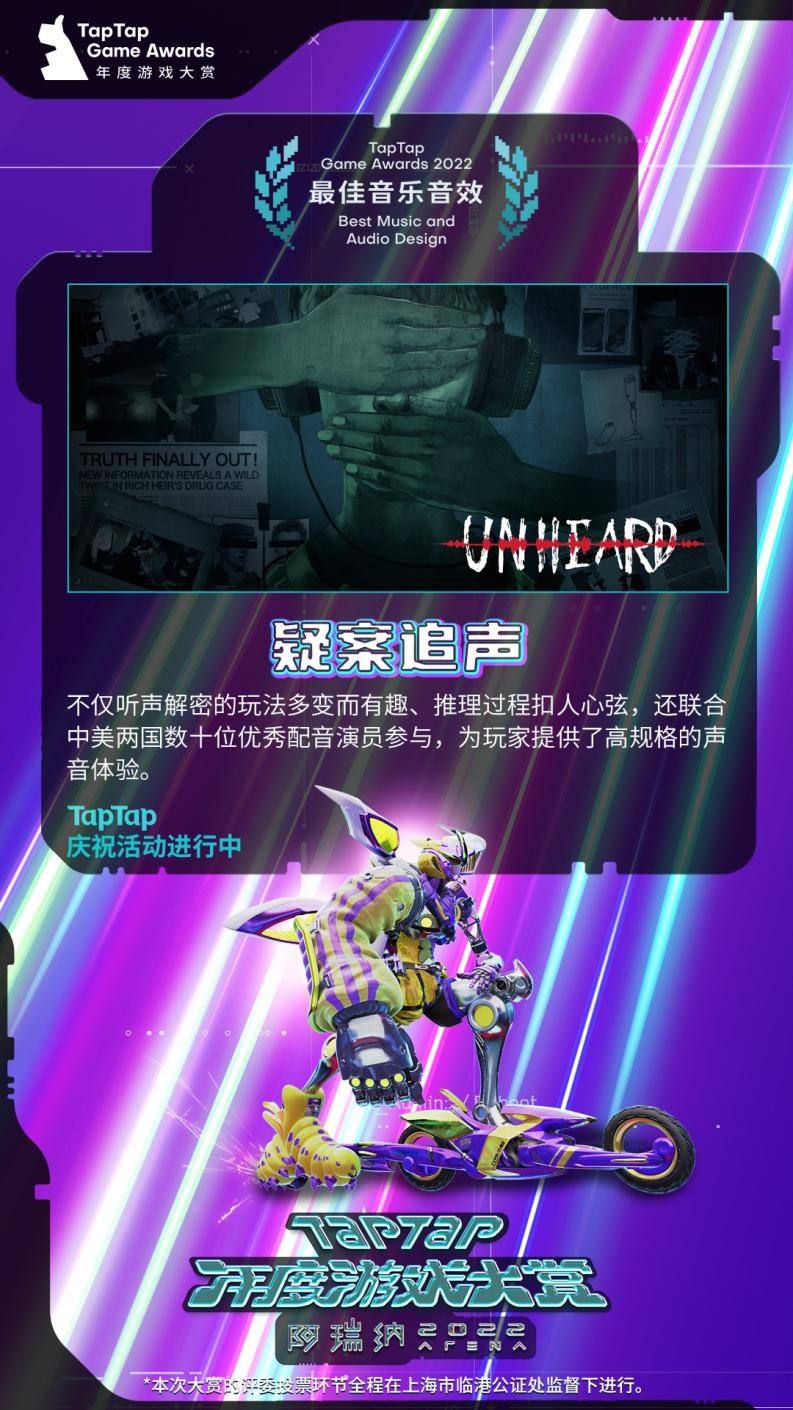 TapTap
Game Awards
年度游戏大赏
TapTap
Game Awards 2022
最佳音乐音效
Best Music and
Audio Design
TRUTH FINALLY OUT!
NEW INFORMATION REVEALS A WILD
TWIST IN RICH HEIR'S DRUG CASE
UNHEARD
疑案追声
不仅听声解密的玩法多变而有趣、推理过程扣人心弦，还联合
中美两国数十位优秀配音演员参与，为玩家提供了高规格的声
音体验。
TapTap
庆祝活动进行中
TapTap
年度游戏大赏
阿瑞纳 2022
ARENA
*本次大赏的评委投票环节全程在上海市临港公证处监督下进行。